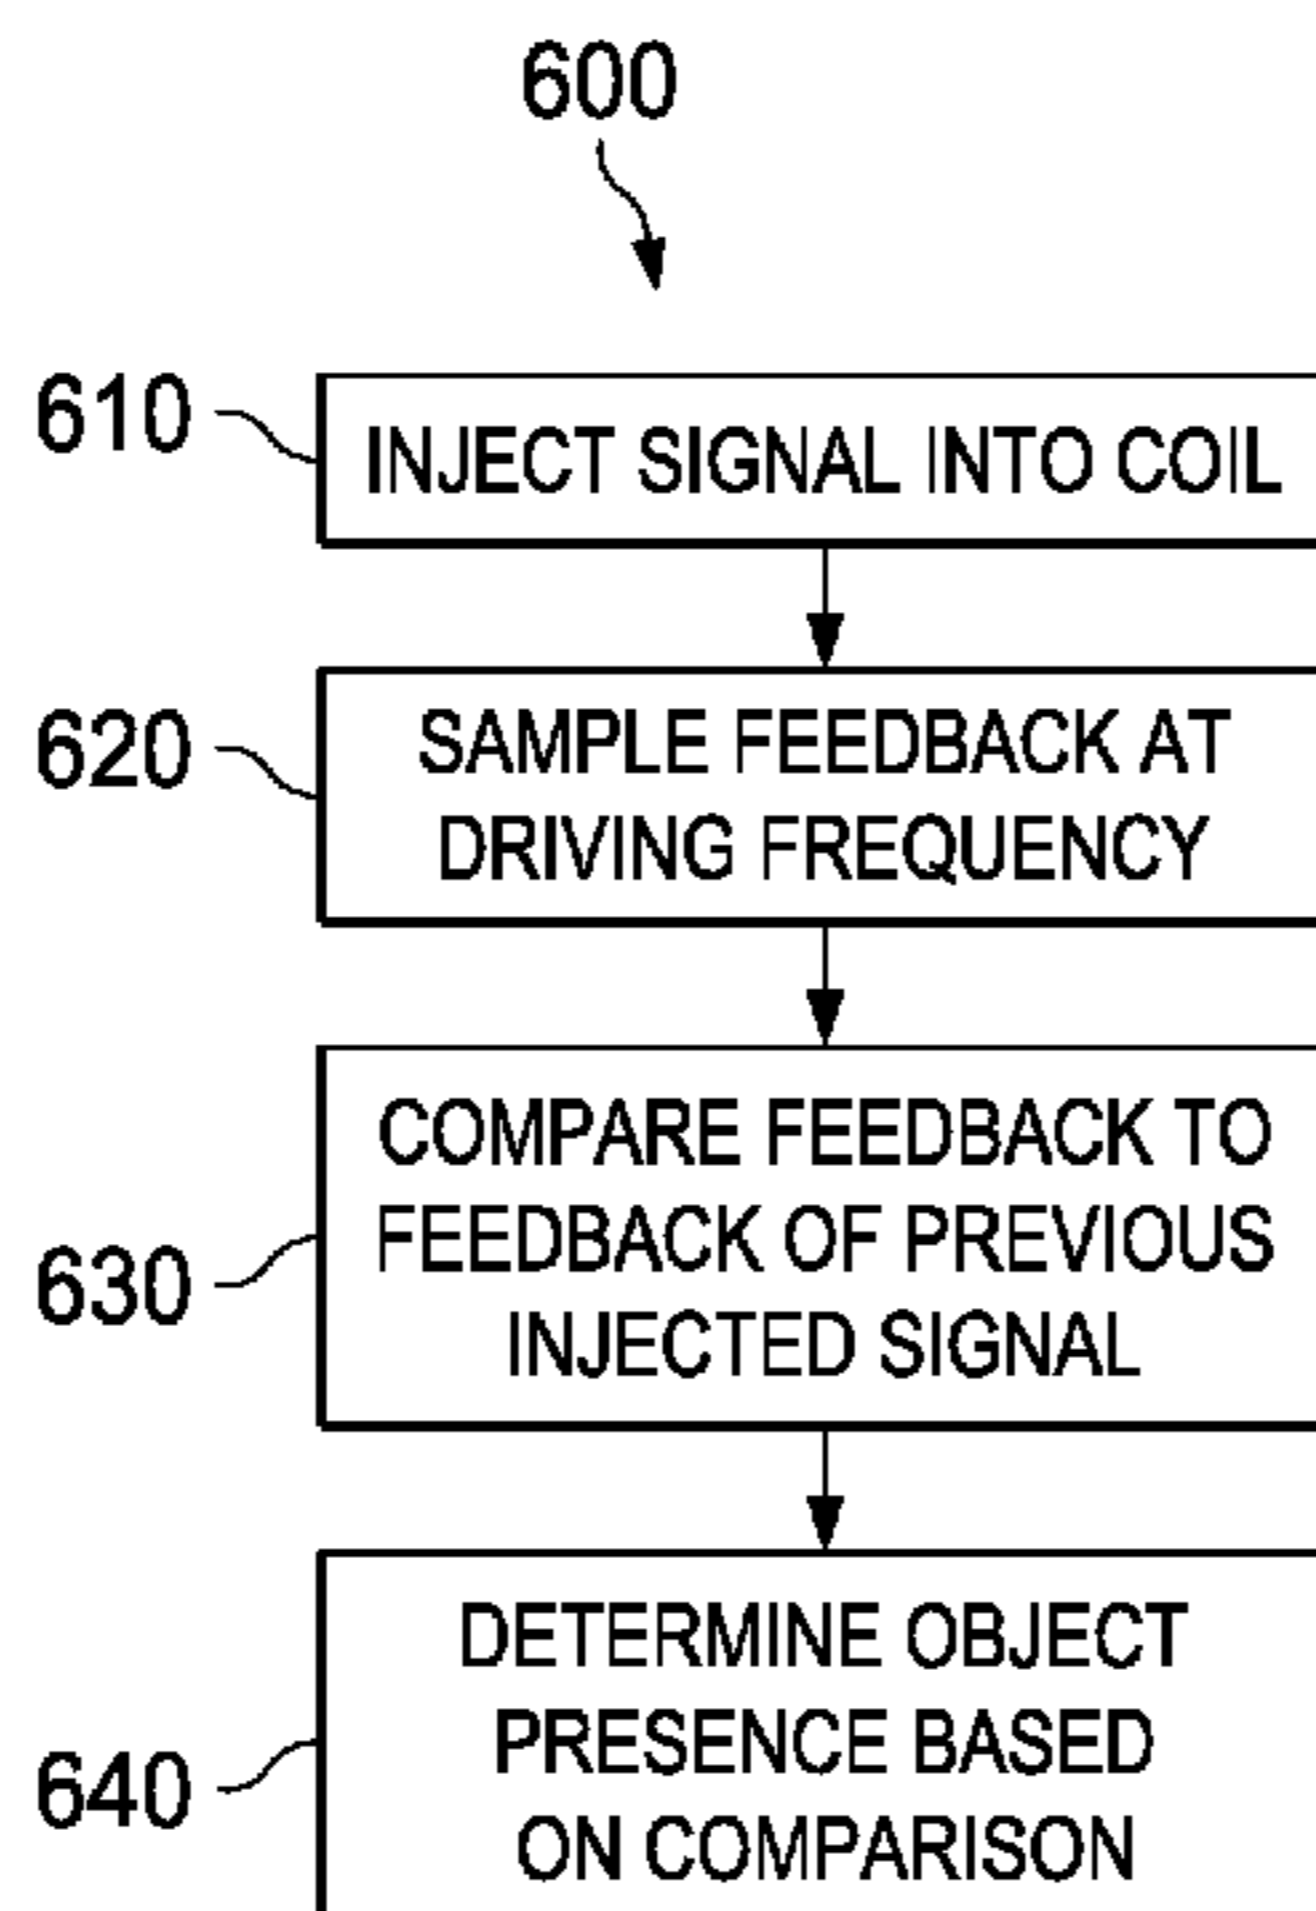 600
610
INJECT SIGNAL INTO COIL
620
SAMPLE FEEDBACK AT
DRIVING FREQUENCY
630
COMPARE FEEDBACK TO
FEEDBACK OF PREVIOUS
INJECTED SIGNAL
640
DETERMINE OBJECT
PRESENCE BASED
ON COMPARISON